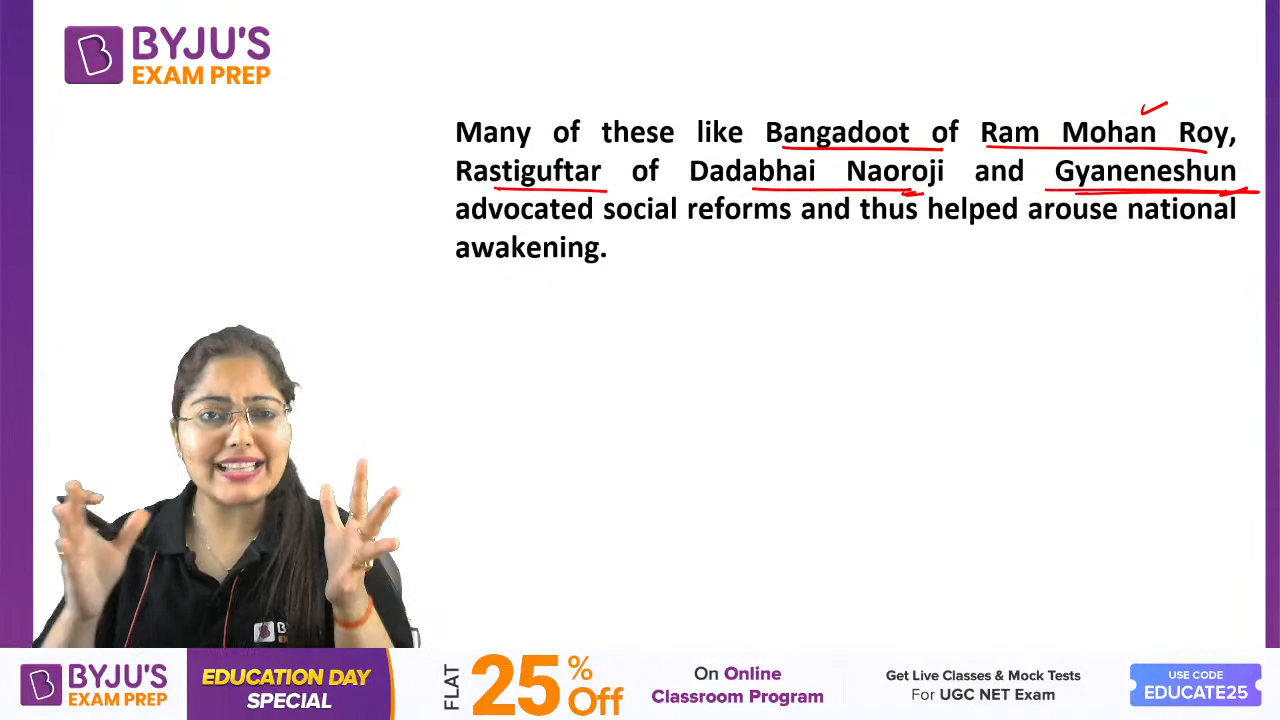 BYJU'S
EXAM PREP
Many of these like Bangadoot of Ram Mohan Roy,
Rastiguftar of Dadabhai Naoroji and Gyaneneshun
advocated social reforms and thus helped arouse national
awakening.
B
BYJU'S
EXAM PREP
EDUCATION DAY
SPECIAL
FLAT
25%
Off
On Online
Classroom Program
Get Live Classes & Mock Tests
For UGC NET Exam
USE CODE
EDUCATE25